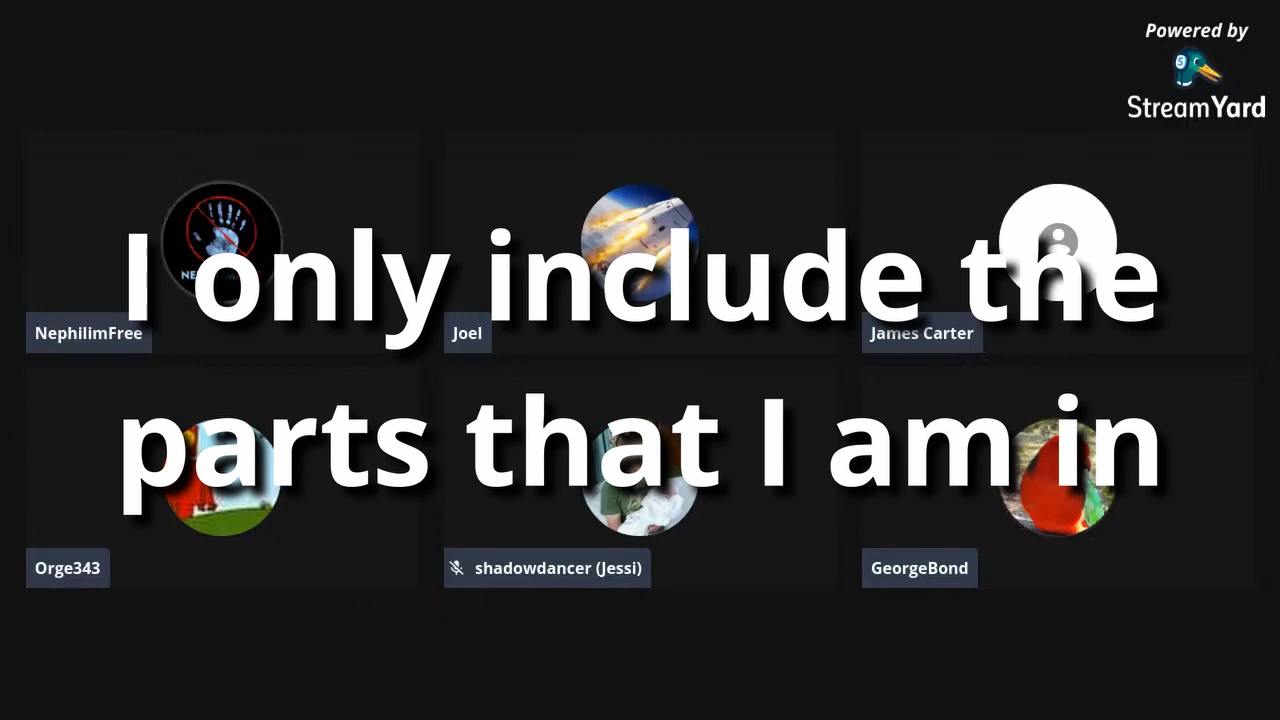 Powered by
StreamYard
I only include the
parts that I am in
NephilimFree
Joel
James Carter
Orge343
shadowdancer (Jessi)
GeorgeBond